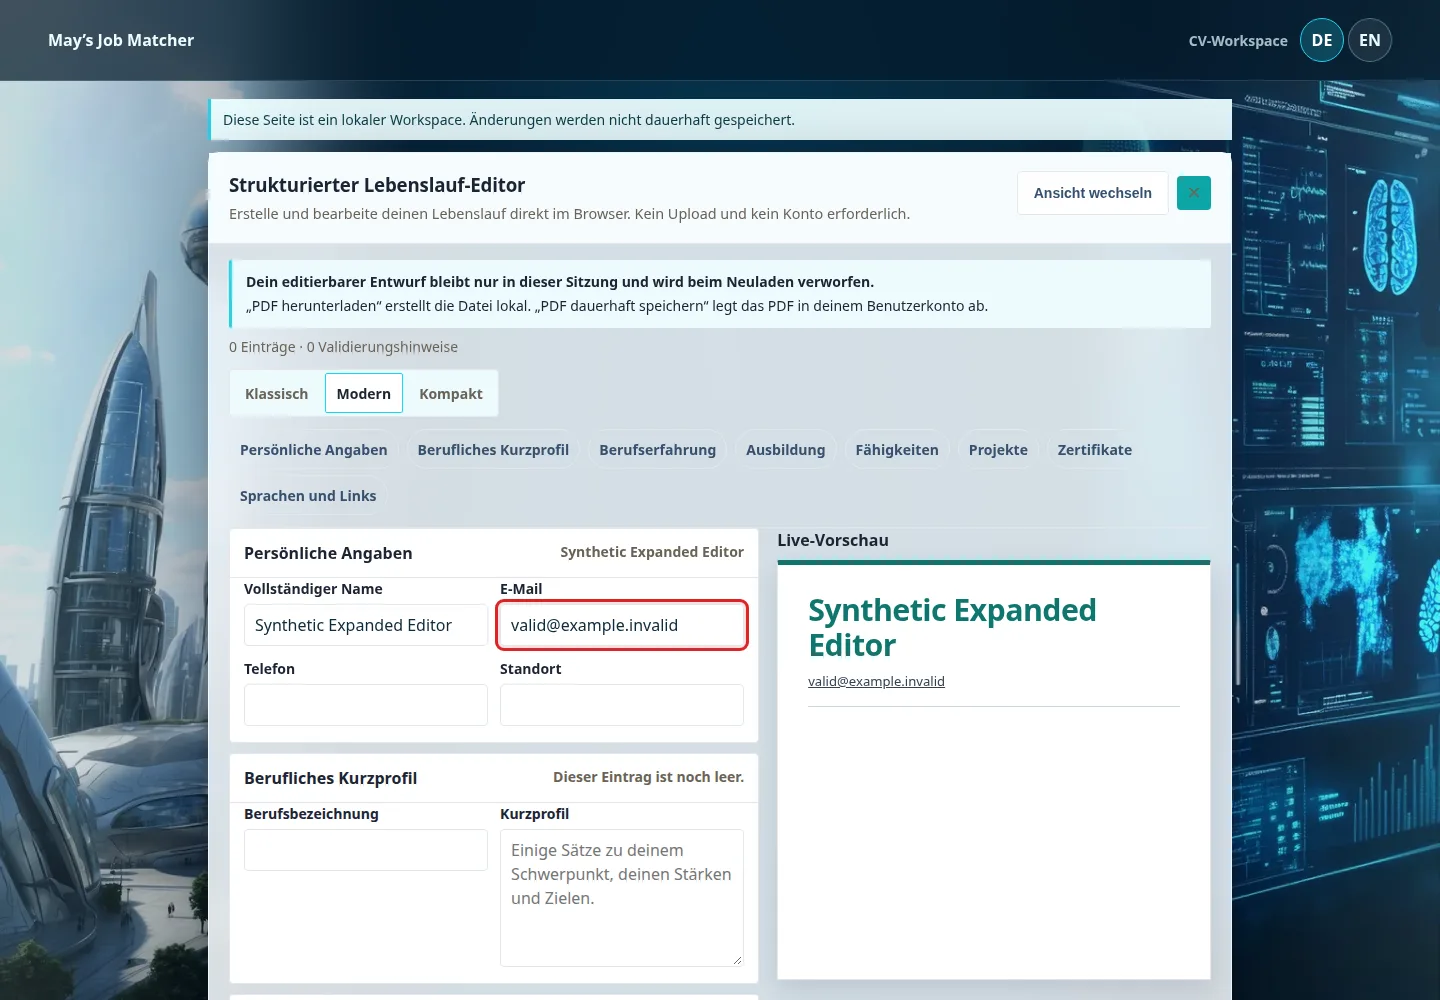 May’s Job Matcher
CV-Workspace
DE
EN
Diese Seite ist ein lokaler Workspace. Änderungen werden nicht dauerhaft gespeichert.
Strukturierter Lebenslauf-Editor
Erstelle und bearbeite deinen Lebenslauf direkt im Browser. Kein Upload und kein Konto erforderlich.
Ansicht wechseln
×
Dein editierbarer Entwurf bleibt nur in dieser Sitzung und wird beim Neuladen verworfen.
„PDF herunterladen“ erstellt die Datei lokal. „PDF dauerhaft speichern“ legt das PDF in deinem Benutzerkonto ab.
0 Einträge · 0 Validierungshinweise
Klassisch
Modern
Kompakt
Persönliche Angaben
Berufliches Kurzprofil
Berufserfahrung
Ausbildung
Fähigkeiten
Projekte
Zertifikate
Sprachen und Links
Persönliche Angaben
Synthetic Expanded Editor
Vollständiger Name
Synthetic Expanded Editor
E-Mail
valid@example.invalid
Telefon
Standort
Berufliches Kurzprofil
Dieser Eintrag ist noch leer.
Berufsbezeichnung
Kurzprofil
Einige Sätze zu deinem
Schwerpunkt, deinen Stärken
und Zielen.
Live-Vorschau
Synthetic Expanded
Editor
valid@example.invalid